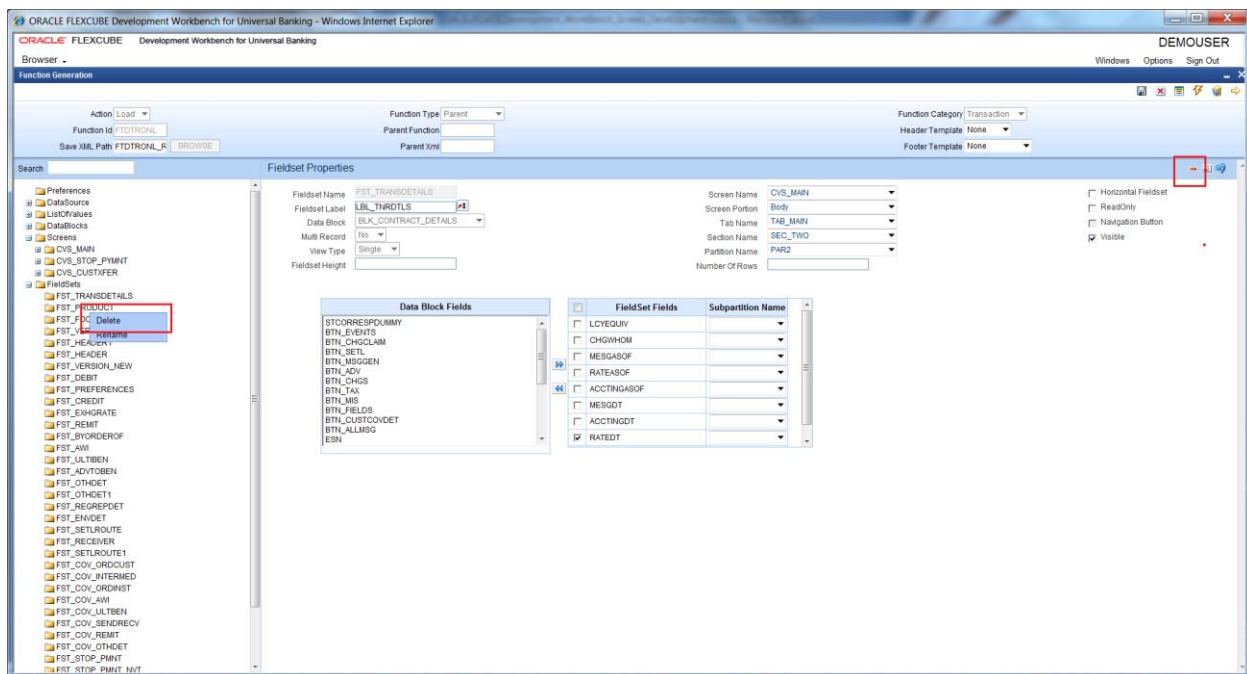 ORACLE FLEXCUBE Development Workbench for Universal Banking - Windows Internet Explorer
ORACLE FLEXCUBE Development Workbench for Universal Banking
DEMOUSER
Browser
Windows Options Sign Out
Function Generation
Action Load
Function Type Parent
Function Category Transaction
Function Id FTDTRONL
Parent Function
Header Template None
Save XML Path FTDTRONL_R BROWSE
Parent Xml
Footer Template None
Search
Fieldset Properties
Preferences
DataSource
ListOfValues
DataBlocks
Screens
CVS_MAIN
CVS_STOP_PYMNT
CVS_CUSTXFER
FieldSets
FST_TRANSDETAILS
FST_PRODUCT
Delete
Rename
FST_HEADER1
FST_HEADER
FST_VERSION_NEW
FST_DEBIT
FST_PREFERENCES
FST_CREDIT
FST_EXHGRATE
FST_REMIT
FST_BYORDEROF
FST_AWI
FST_ULTIBEN
FST_ADVTOBEN
FST_OTHDET
FST_OTHDET1
FST_REGREPDET
FST_ENVDET
FST_SETLROUTE
FST_RECEIVER
FST_SETLROUTE1
FST_COV_ORDCUST
FST_COV_INTERMED
FST_COV_ORDINST
FST_COV_AWI
FST_COV_ULTBEN
FST_COV_SENDRECV
FST_COV_REMIT
FST_COV_OTHDET
FST_STOP_PMNT
FST_STOP_PMNT_NVT
Fieldset Name FST_TRANSDETAILS
Fieldset Label LBL_TNRDTLS
Data Block BLK_CONTRACT_DETAILS
Multi Record No
View Type Single
Fieldset Height
Screen Name CVS_MAIN
Screen Portion Body
Tab Name TAB_MAIN
Section Name SEC_TWO
Partition Name PAR2
Number Of Rows
Horizontal Fieldset
ReadOnly
Navigation Button
Visible
Data Block Fields
STCORRESPDUMMY
BTN_EVENTS
BTN_CHGCLAIM
BTN_SETL
BTN_MSGGEN
BTN_ADV
BTN_CHGS
BTN_TAX
BTN_MIS
BTN_FIELDS
BTN_CUSTCOVDET
BTN_ALLMSG
ESN
FieldSet Fields Subpartition Name
LCYEQUIV
CHGWHOM
MESGASOF
RATEASOF
ACCTINGASOF
MESGDT
ACCTINGDT
RATEDT